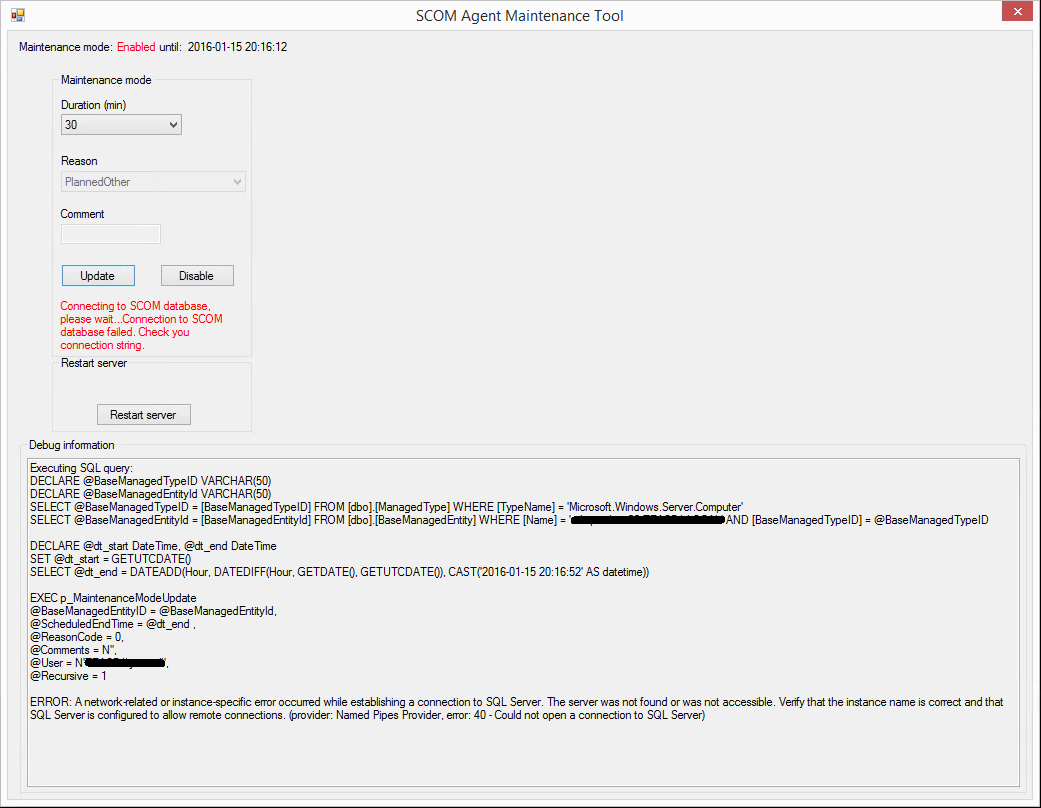 SCOM Agent Maintenance Tool
Maintenance mode: Enabled until: 2016-01-15 20:16:12
Maintenance mode
Duration (min)
30
Reason
PlannedOther
Comment
Update Disable
Connecting to SCOM database,
please wait...Connection to SCOM
database failed. Check you
connection string.
Restart server
Restart server
Debug information
Executing SQL query:
DECLARE @BaseManagedTypeID VARCHAR(50)
DECLARE @BaseManagedEntityId VARCHAR(50)
SELECT @BaseManagedTypeID = [BaseManagedTypeID] FROM [dbo].[ManagedType] WHERE [TypeName] = 'Microsoft.Windows.Server.Computer'
SELECT @BaseManagedEntityId = [BaseManagedEntityId] FROM [dbo].[BaseManagedEntity] WHERE [Name] = ' AND [BaseManagedTypeID] = @BaseManagedTypeID
DECLARE @dt_start DateTime, @dt_end DateTime
SET @dt_start = GETUTCDATE()
SELECT @dt_end = DATEADD(Hour, DATEDIFF(Hour, GETDATE(), GETUTCDATE()), CAST('2016-01-15 20:16:52' AS datetime))
EXEC p_MaintenanceModeUpdate
@BaseManagedEntityID = @BaseManagedEntityId,
@ScheduledEndTime = @dt_end ,
@ReasonCode = 0,
@Comments = N'',
@User = N'',
@Recursive = 1
ERROR: A network-related or instance-specific error occurred while establishing a connection to SQL Server. The server was not found or was not accessible. Verify that the instance name is correct and that
SQL Server is configured to allow remote connections. (provider: Named Pipes Provider, error: 40 - Could not open a connection to SQL Server)